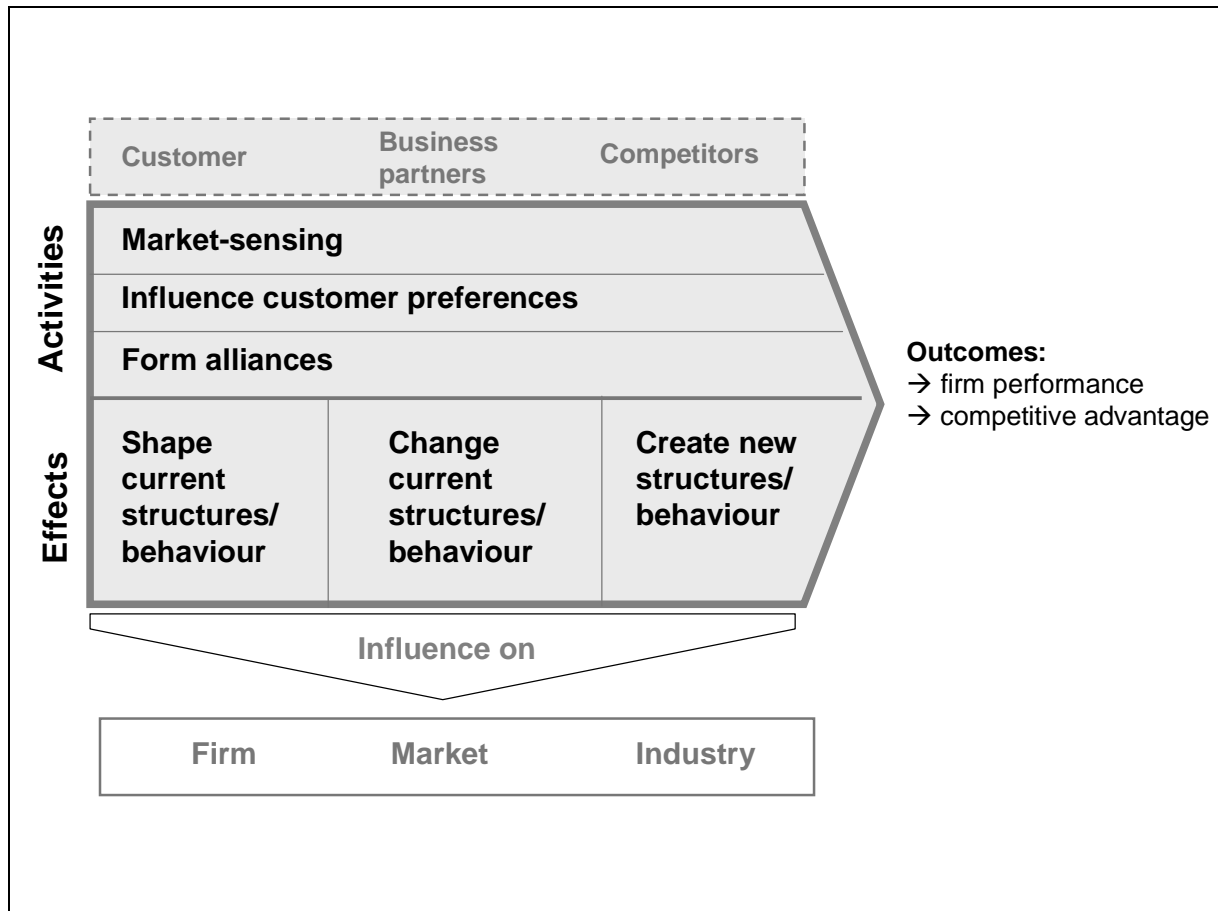 Customer
Business
partners
Competitors
Activities
Market-sensing
Influence customer preferences
Form alliances
Effects
Shape
current
structures/
behaviour
Change
current
structures/
behaviour
Create new
structures/
behaviour
Outcomes:
→ firm performance
→ competitive advantage
Influence on
Firm
Market
Industry